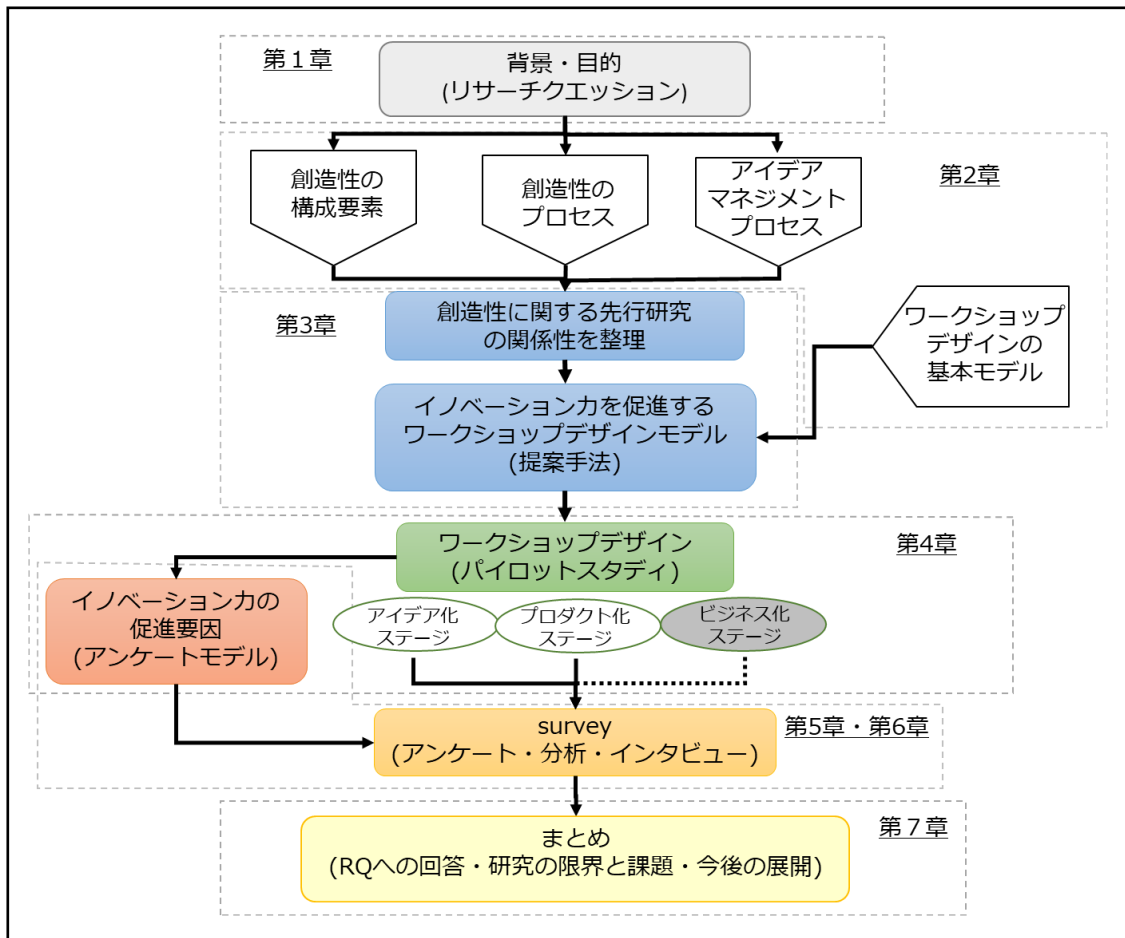 第１章
背景・目的
(リサーチクエッション)
第2章
創造性の
構成要素
創造性の
プロセス
アイデア
マネジメント
プロセス
第3章
創造性に関する先行研究
の関係性を整理
ワークショップ
デザインの
基本モデル
イノベーション力を促進する
ワークショップデザインモデル
(提案手法)
第4章
ワークショップデザイン
(パイロットスタディ)
イノベーション力の
促進要因
(アンケートモデル)
アイデア化
ステージ
プロダクト化
ステージ
ビジネス化
ステージ
第5章・第6章
survey
(アンケート・分析・インタビュー)
第７章
まとめ
(RQへの回答・研究の限界と課題・今後の展開)